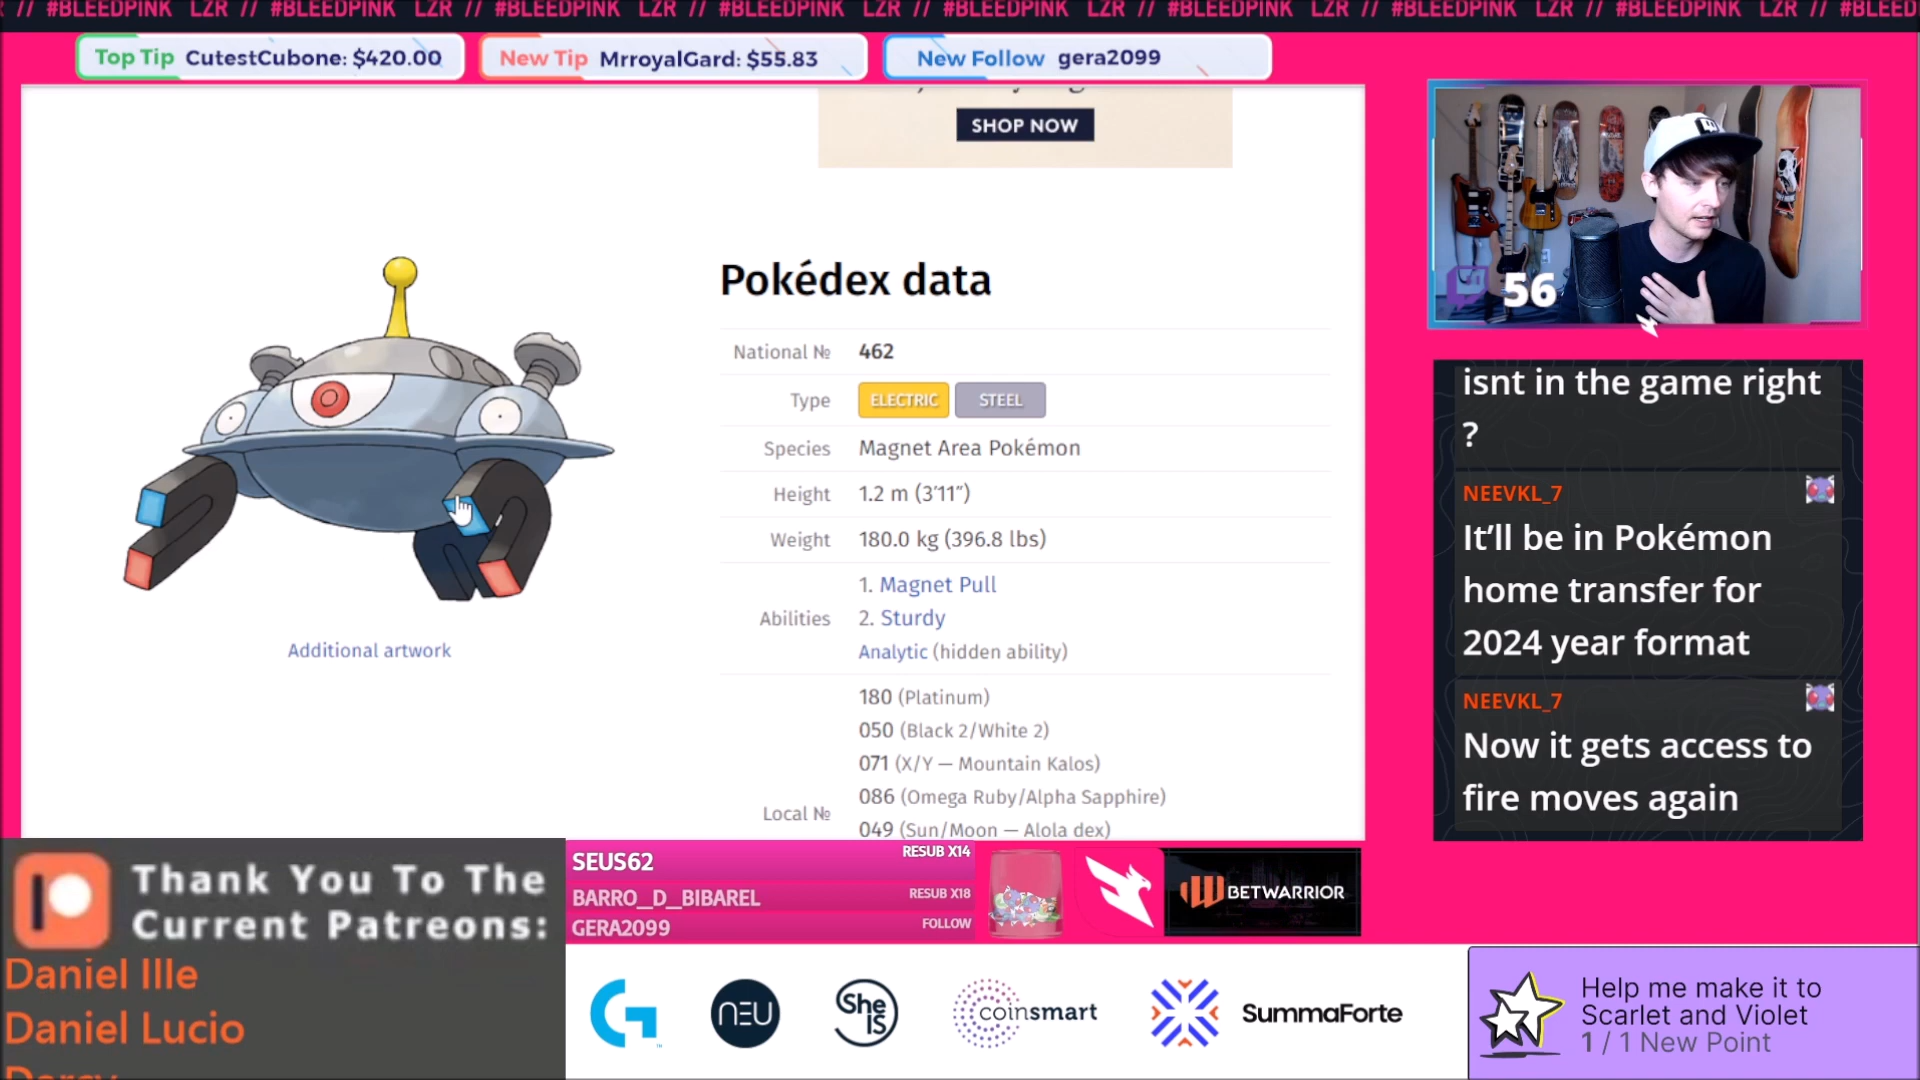 // #BLEEDPINK LZR // #BLEEDPINK LZR // #BLEEDPINK LZR // #BLEEDPINK LZR // #BLEEDPINK LZR // #BLEEDPINK LZR // #BLEEDPINK LZR // #BLEEDPINK LZR // #BLEED
Top Tip CutestCubone: $420.00
New Tip MrroyalGard: $55.83
New Follow gera2099
SHOP NOW
Pokédex data
National № 462
Type ELECTRIC STEEL
Species Magnet Area Pokémon
Height 1.2 m (3′11″)
Weight 180.0 kg (396.8 lbs)
Abilities
1. Magnet Pull
2. Sturdy
Analytic (hidden ability)
Local №
180 (Platinum)
050 (Black 2/White 2)
071 (X/Y — Mountain Kalos)
086 (Omega Ruby/Alpha Sapphire)
049 (Sun/Moon — Alola dex)
Additional artwork
56
isnt in the game right
?
NEEVKL_7
It’ll be in Pokémon
home transfer for
2024 year format
NEEVKL_7
Now it gets access to
fire moves again
Thank You To The
Current Patreons:
Daniel Ille
Daniel Lucio
SEUS62 RESUB X14
BARRO_D_BIBAREL RESUB X18
GERA2099 FOLLOW
BETWARRIOR
NEU
She
IS
coinsmart
SummaForte
Help me make it to
Scarlet and Violet
1 / 1 New Point